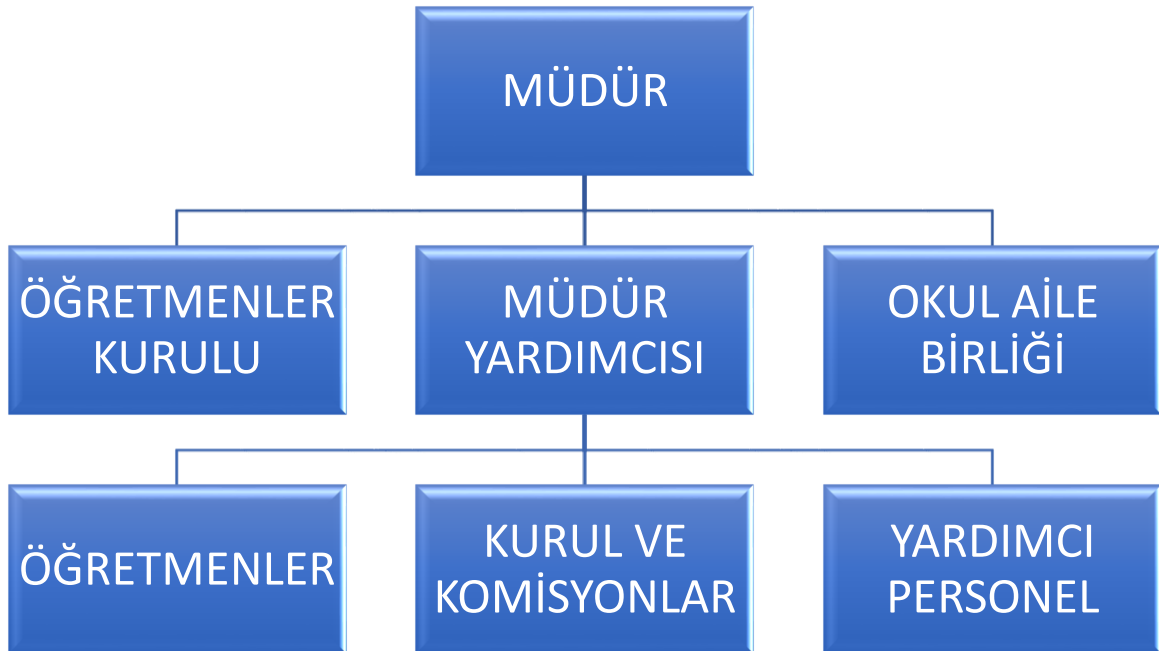 MÜDÜR
ÖĞRETMENLER
KURULU
MÜDÜR
YARDIMCISI
OKUL AİLE
BİRLİĞİ
ÖĞRETMENLER
KURUL VE
KOMİSYONLAR
YARDIMCI
PERSONEL